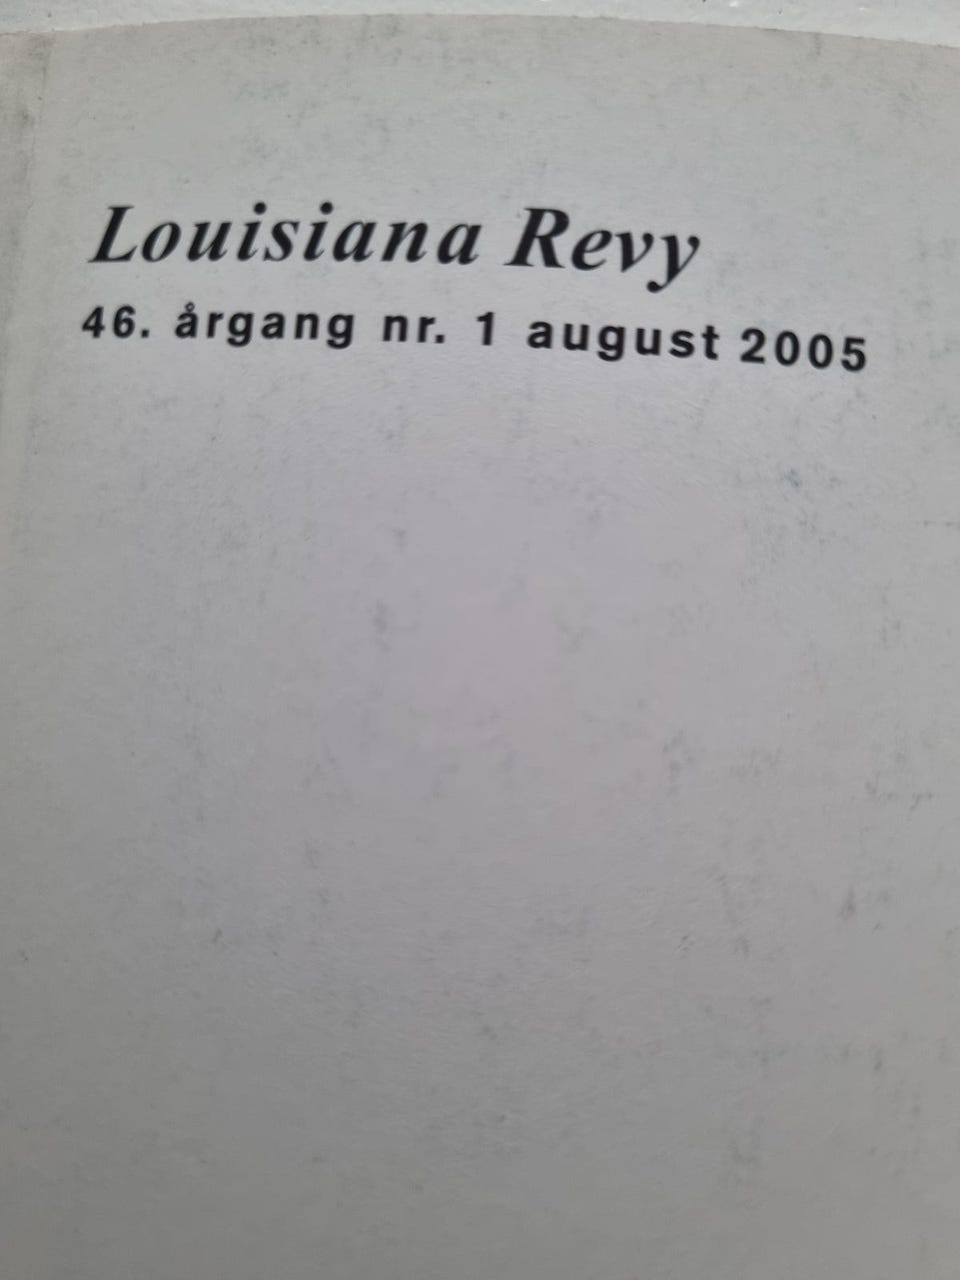 Louisiana Revy
46. årgang nr. 1 august 2005